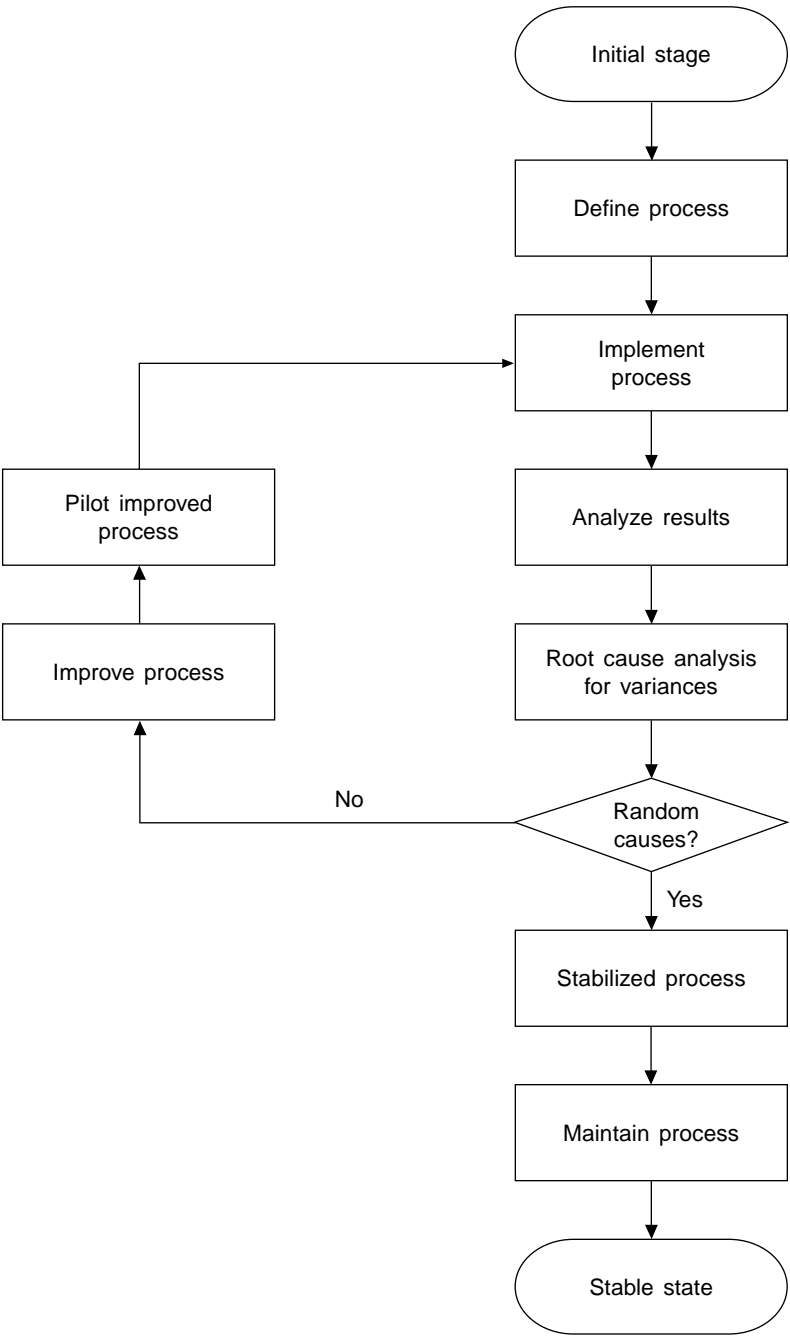 Initial stage
Define process
Implement
process
Analyze results
Pilot improved
process
Root cause analysis
for variances
Improve process
No
Random
causes?
Yes
Stabilized process
Maintain process
Stable state